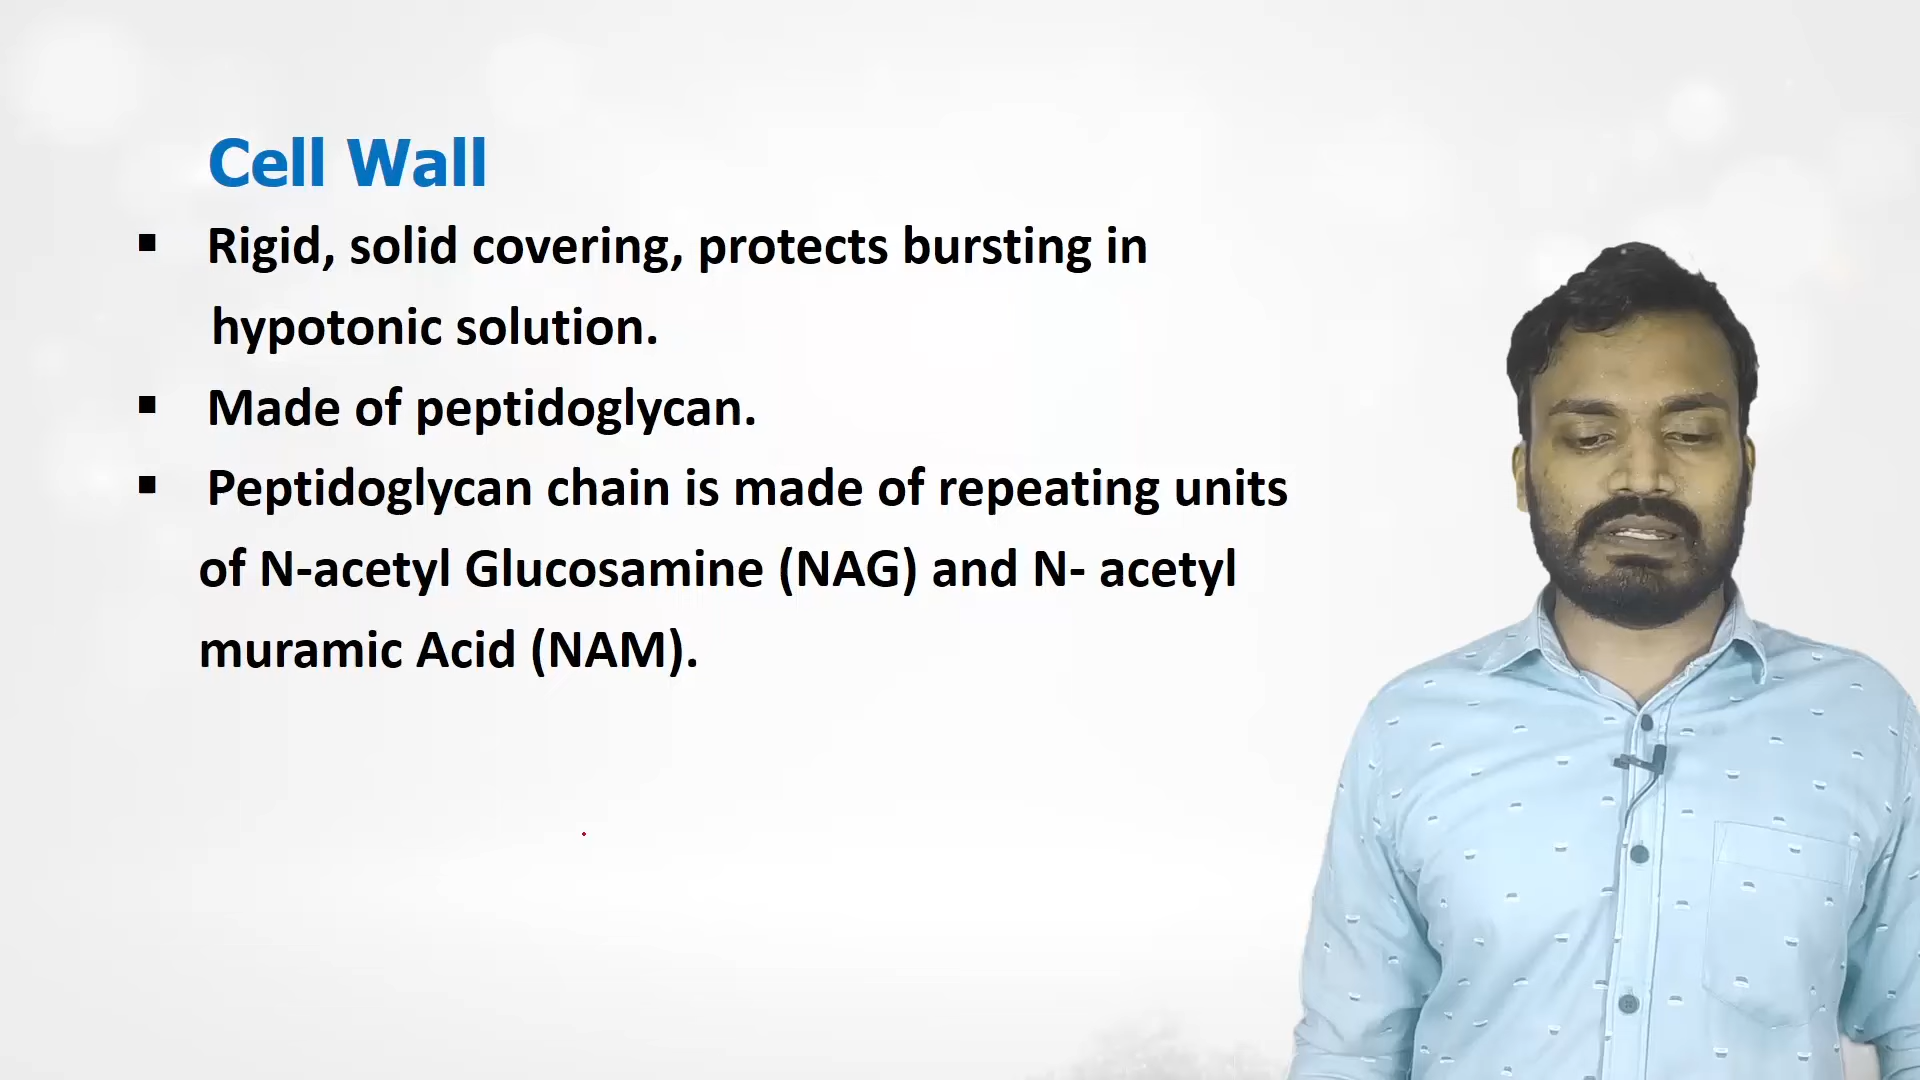 Cell Wall
▪ Rigid, solid covering, protects bursting in
hypotonic solution.
▪ Made of peptidoglycan.
▪ Peptidoglycan chain is made of repeating units
of N-acetyl Glucosamine (NAG) and N- acetyl
muramic Acid (NAM).